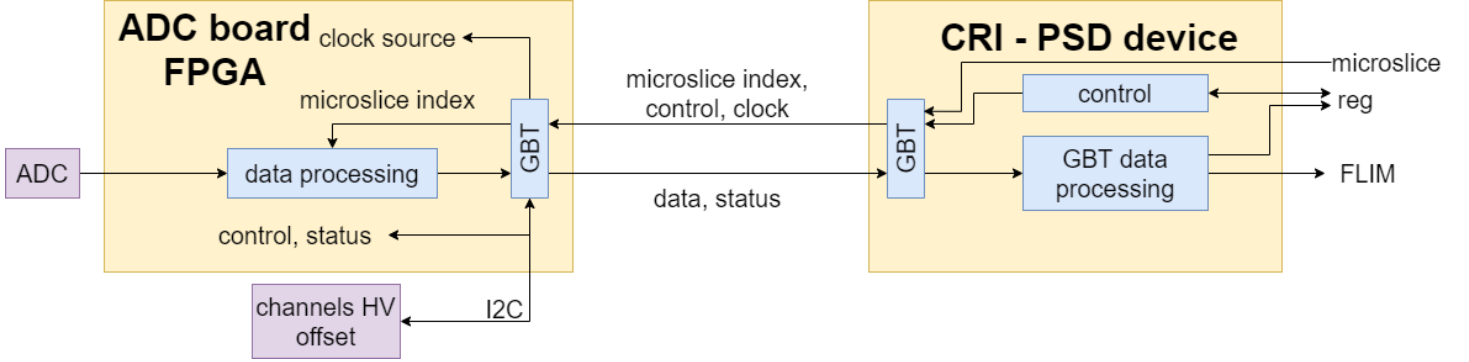 ADC board
FPGA
clock source
microslice index
ADC
data processing
GBT
control, status
channels HV
offset
I2C
microslice index,
control, clock
data, status
CRI - PSD device
GBT
control
GBT data
processing
microslice
reg
FLIM